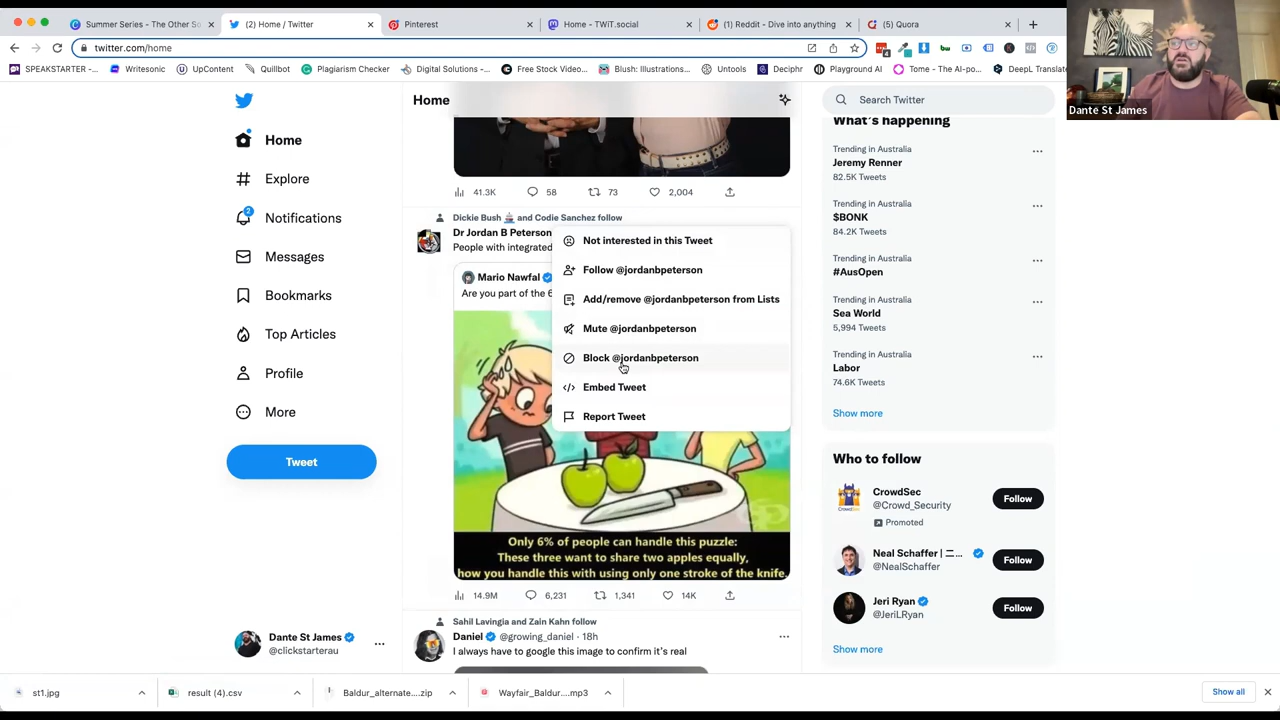 Summer Series - The Other So
(2) Home / Twitter
Pinterest
Home - TWiT.social
(1) Reddit - Dive into anything
(5) Quora
twitter.com/home
SPEAKSTARTER -...
Writesonic
UpContent
Quillbot
Plagiarism Checker
Digital Solutions -...
Free Stock Video...
Blush: Illustrations...
Untools
Deciphr
Playground AI
Tome - The AI-po...
DeepL Translate
Dante St James
Home
Explore
2
Notifications
Messages
Bookmarks
Top Articles
Profile
More
Tweet
Dante St James
@clickstarterau
Home
41.3K
58
73
2,004
Dickie Bush and Codie Sanchez follow
Dr Jordan B Peterson
People with integrated
Mario Nawfal
Are you part of the 6
Not interested in this Tweet
Follow @jordanbpeterson
Add/remove @jordanbpeterson from Lists
Mute @jordanbpeterson
Block @jordanbpeterson
Embed Tweet
Report Tweet
Only 6% of people can handle this puzzle:
These three want to share two apples equally,
how you handle this with using only one stroke of the knife.
14.9M
6,231
1,341
14K
Sahil Lavingia and Zain Kahn follow
Daniel @growing_daniel · 18h
I always have to google this image to confirm it's real
Search Twitter
What's happening
Trending in Australia
Jeremy Renner
82.5K Tweets
Trending in Australia
$BONK
84.2K Tweets
Trending in Australia
#AusOpen
Trending in Australia
Sea World
5,994 Tweets
Trending in Australia
Labor
74.6K Tweets
Show more
Who to follow
CrowdSec
@Crowd_Security
Promoted
Follow
Neal Schaffer | 二...
@NealSchaffer
Follow
Jeri Ryan
@JeriLRyan
Follow
Show more
st1.jpg
result (4).csv
Baldur_alternate....zip
Wayfair_Baldur....mp3
Show all